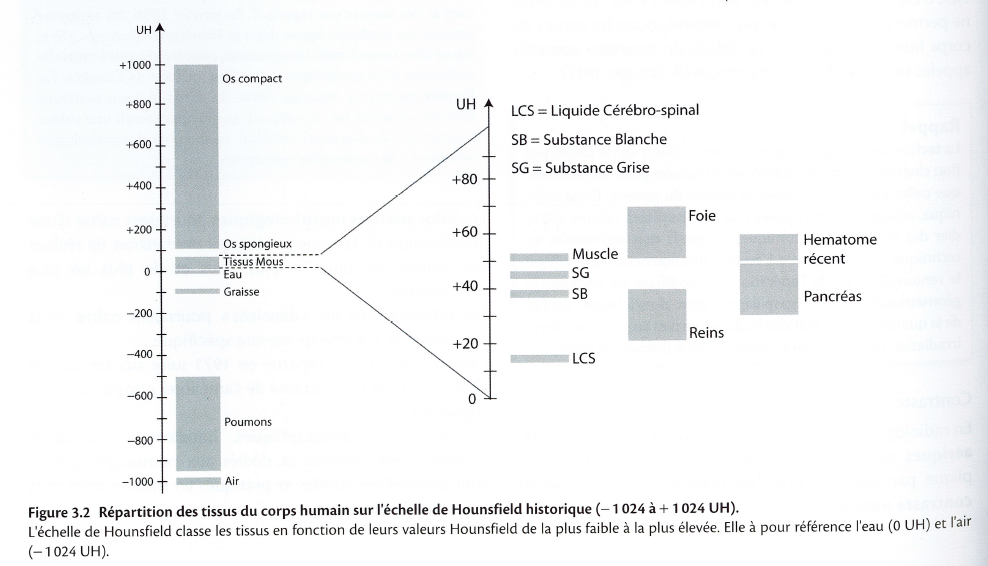 UH
+1000
Os compact
+800
+600
+400
+200
Os spongieux
Tissus Mous
0
Eau
Graisse
−200
−400
−600
Poumons
−800
−1000
Air
UH
LCS = Liquide Cérébro-spinal
SB = Substance Blanche
SG = Substance Grise
+80
Foie
+60
Hematome
récent
Muscle
SG
+40
SB
Pancréas
Reins
+20
LCS
0
Figure 3.2 Répartition des tissus du corps humain sur l'échelle de Hounsfield historique (−1 024 à + 1 024 UH).
L'échelle de Hounsfield classe les tissus en fonction de leurs valeurs Hounsfield de la plus faible à la plus élevée. Elle à pour référence l'eau (0 UH) et l'air
(−1 024 UH).